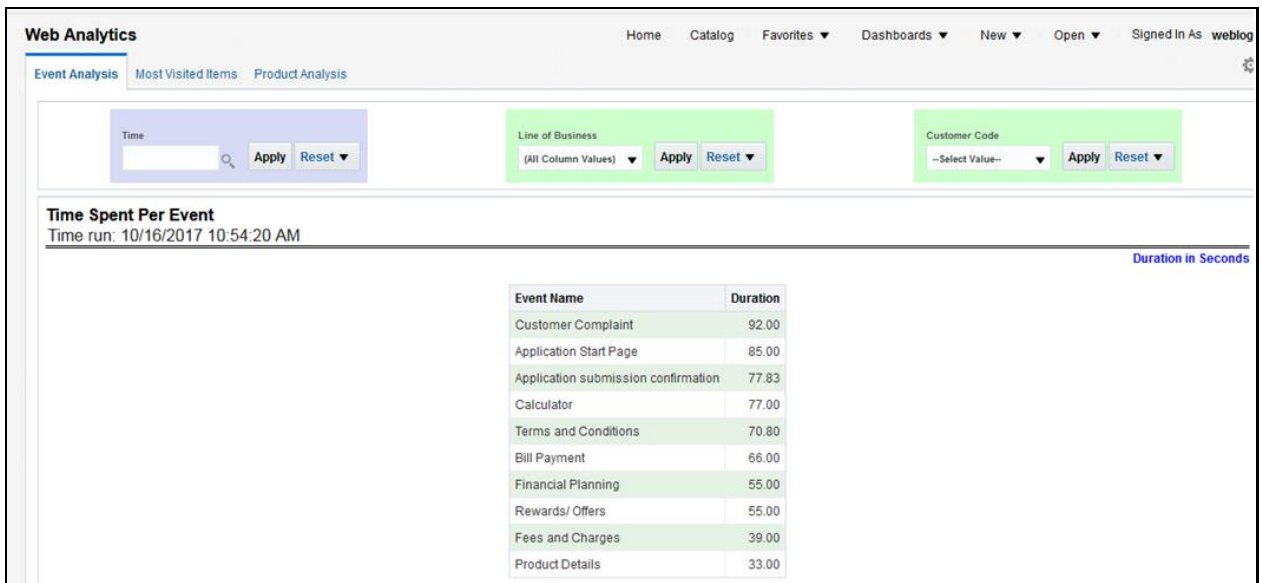 Web Analytics Home Catalog Favorites Dashboards New Open Signed In As weblog
Event Analysis Most Visited Items Product Analysis
Time Line of Business Customer Code
Apply Reset (All Column Values) Apply Reset --Select Value-- Apply Reset
Time Spent Per Event
Time run: 10/16/2017 10:54:20 AM
Duration in Seconds
Event Name Duration
Customer Complaint 92.00
Application Start Page 85.00
Application submission confirmation 77.83
Calculator 77.00
Terms and Conditions 70.80
Bill Payment 66.00
Financial Planning 55.00
Rewards/ Offers 55.00
Fees and Charges 39.00
Product Details 33.00